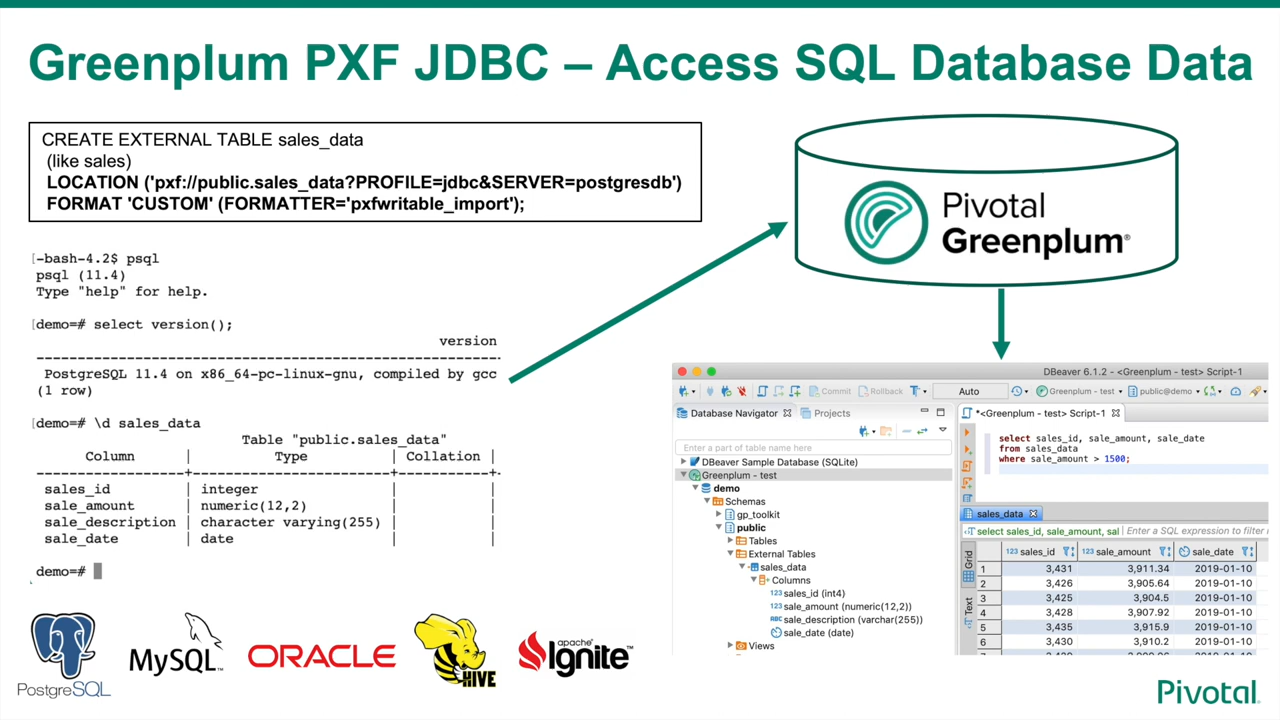 Greenplum PXF JDBC – Access SQL Database Data
CREATE EXTERNAL TABLE sales_data
(like sales)
LOCATION ('pxf://public.sales_data?PROFILE=jdbc&SERVER=postgresdb')
FORMAT 'CUSTOM' (FORMATTER='pxfwritable_import');
Pivotal
Greenplum®
[-bash-4.2$ psql
psql (11.4)
Type "help" for help.
[demo=# select version();
version
--------------------------------------------------------
PostgreSQL 11.4 on x86_64-pc-linux-gnu, compiled by gcc
(1 row)
[demo=# \d sales_data
Table "public.sales_data"
Column | Type | Collation |
sales_id | integer | |
sale_amount | numeric(12,2) | |
sale_description | character varying(255) | |
sale_date | date | |
demo=#
DBeaver 6.1.2 - <Greenplum - test> Script-1
Commit Rollback Auto Greenplum - test public@demo
Database Navigator Projects
Enter a part of table name here
DBeaver Sample Database (SQLite)
Greenplum - test
demo
Schemas
gp_toolkit
public
Tables
External Tables
sales_data
Columns
123 sales_id (int4)
123 sale_amount (numeric(12,2))
ABC sale_description (varchar(255))
sale_date (date)
Views
*<Greenplum - test> Script-1
select sales_id, sale_amount, sale_date
from sales_data
where sale_amount > 1500;
sales_data
select sales_id, sale_amount, sal Enter a SQL expression to filter
Grid
Text
123 sales_id 123 sale_amount sale_date
1 3,431 3,911.34 2019-01-10
2 3,426 3,905.64 2019-01-10
3 3,425 3,904.5 2019-01-10
4 3,428 3,907.92 2019-01-10
5 3,435 3,915.9 2019-01-10
6 3,430 3,910.2 2019-01-10
PostgreSQL
MySQL™
ORACLE
HIVE
apache
Ignite™
Pivotal